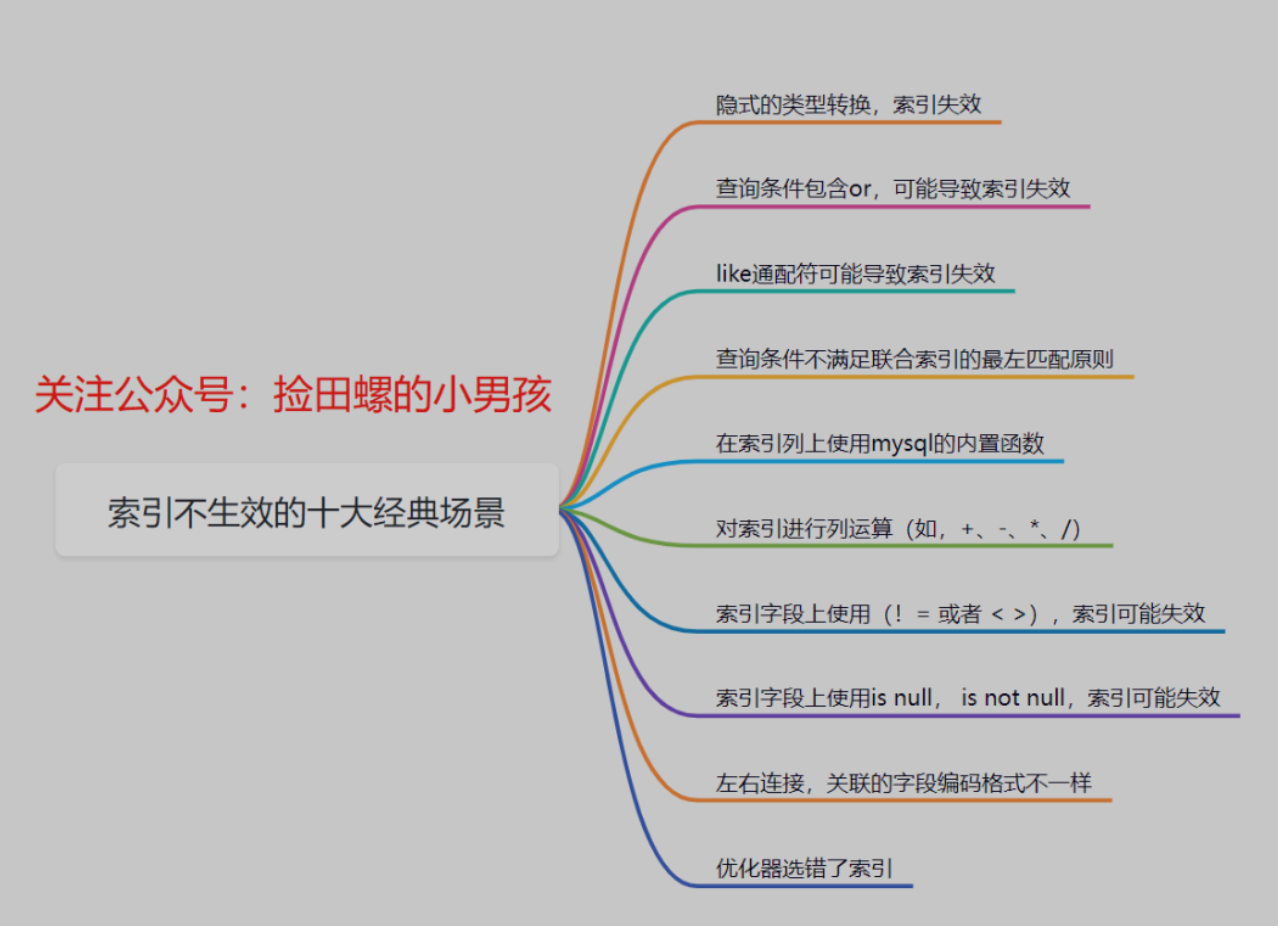 关注公众号：捡田螺的小男孩
索引不生效的十大经典场景
隐式的类型转换，索引失效
查询条件包含or，可能导致索引失效
like通配符可能导致索引失效
查询条件不满足联合索引的最左匹配原则
在索引列上使用mysql的内置函数
对索引进行列运算（如，+、-、*、/）
索引字段上使用（！= 或者 < >），索引可能失效
索引字段上使用is null， is not null，索引可能失效
左右连接，关联的字段编码格式不一样
优化器选错了索引